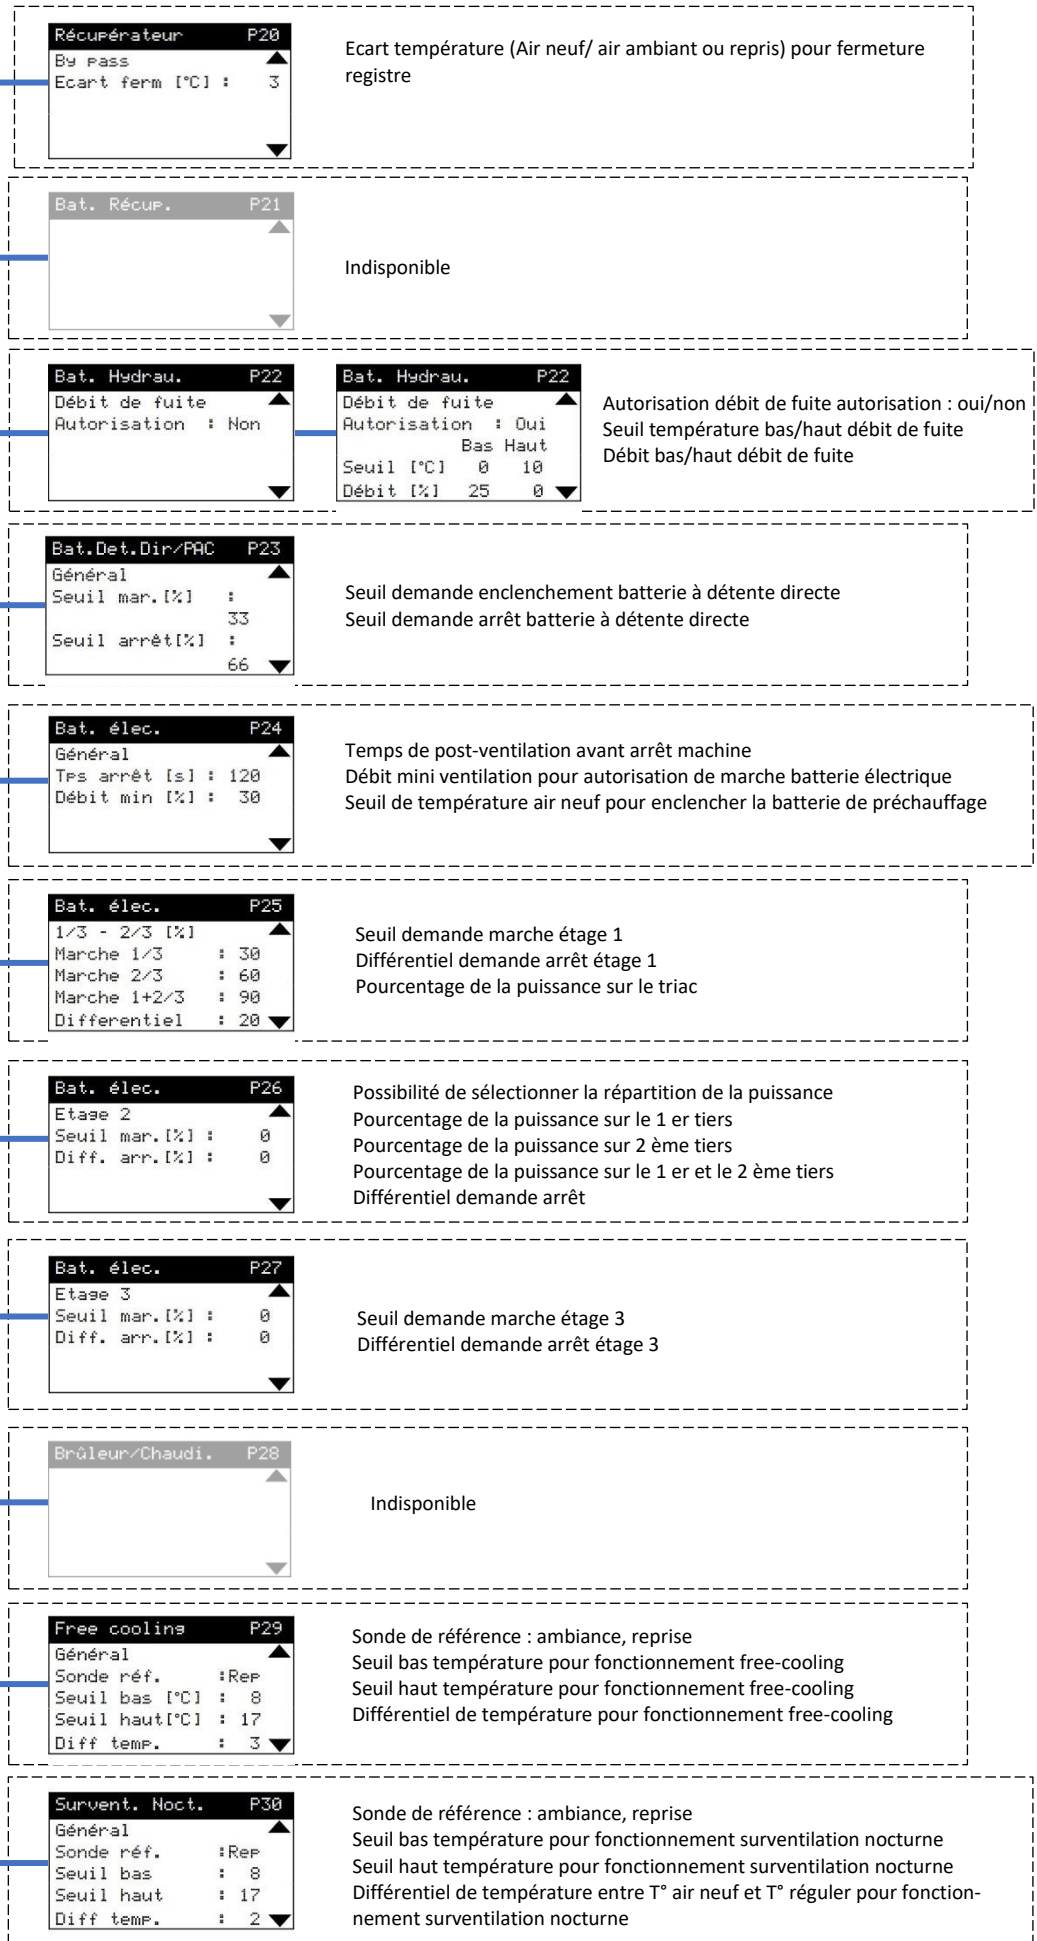 Récupérateur P20
By pass
Ecart ferm [°C] : 3
Ecart température (Air neuf/ air ambiant ou repris) pour fermeture
registre
Bat. Récup. P21
Indisponible
Bat. Hydrau. P22
Débit de fuite
Autorisation : Non
Bat. Hydrau. P22
Débit de fuite
Autorisation : Oui
Bas Haut
Seuil [°C] 0 10
Débit [%] 25 0
Autorisation débit de fuite autorisation : oui/non
Seuil température bas/haut débit de fuite
Débit bas/haut débit de fuite
Bat.Det.Dir/PAC P23
Général
Seuil mar.[%] :
33
Seuil arrêt[%] :
66
Seuil demande enclenchement batterie à détente directe
Seuil demande arrêt batterie à détente directe
Bat. élec. P24
Général
Tps arrêt [s] : 120
Débit min [%] : 30
Temps de post-ventilation avant arrêt machine
Débit mini ventilation pour autorisation de marche batterie électrique
Seuil de température air neuf pour enclencher la batterie de préchauffage
Bat. élec. P25
1/3 - 2/3 [%]
Marche 1/3 : 30
Marche 2/3 : 60
Marche 1+2/3 : 90
Differentiel : 20
Seuil demande marche étage 1
Différentiel demande arrêt étage 1
Pourcentage de la puissance sur le triac
Bat. élec. P26
Etage 2
Seuil mar.[%] : 0
Diff. arr.[%] : 0
Possibilité de sélectionner la répartition de la puissance
Pourcentage de la puissance sur le 1 er tiers
Pourcentage de la puissance sur 2 ème tiers
Pourcentage de la puissance sur le 1 er et le 2 ème tiers
Différentiel demande arrêt
Bat. élec. P27
Etage 3
Seuil mar.[%] : 0
Diff. arr.[%] : 0
Seuil demande marche étage 3
Différentiel demande arrêt étage 3
Brûleur/Chaudi. P28
Indisponible
Free cooling P29
Général
Sonde réf. :Rep
Seuil bas [°C] : 8
Seuil haut[°C] : 17
Diff temp. : 3
Sonde de référence : ambiance, reprise
Seuil bas température pour fonctionnement free-cooling
Seuil haut température pour fonctionnement free-cooling
Différentiel de température pour fonctionnement free-cooling
Survent. Noct. P30
Général
Sonde réf. :Rep
Seuil bas : 8
Seuil haut : 17
Diff temp. : 2
Sonde de référence : ambiance, reprise
Seuil bas température pour fonctionnement surventilation nocturne
Seuil haut température pour fonctionnement surventilation nocturne
Différentiel de température entre T° air neuf et T° réguler pour fonction-
nement surventilation nocturne